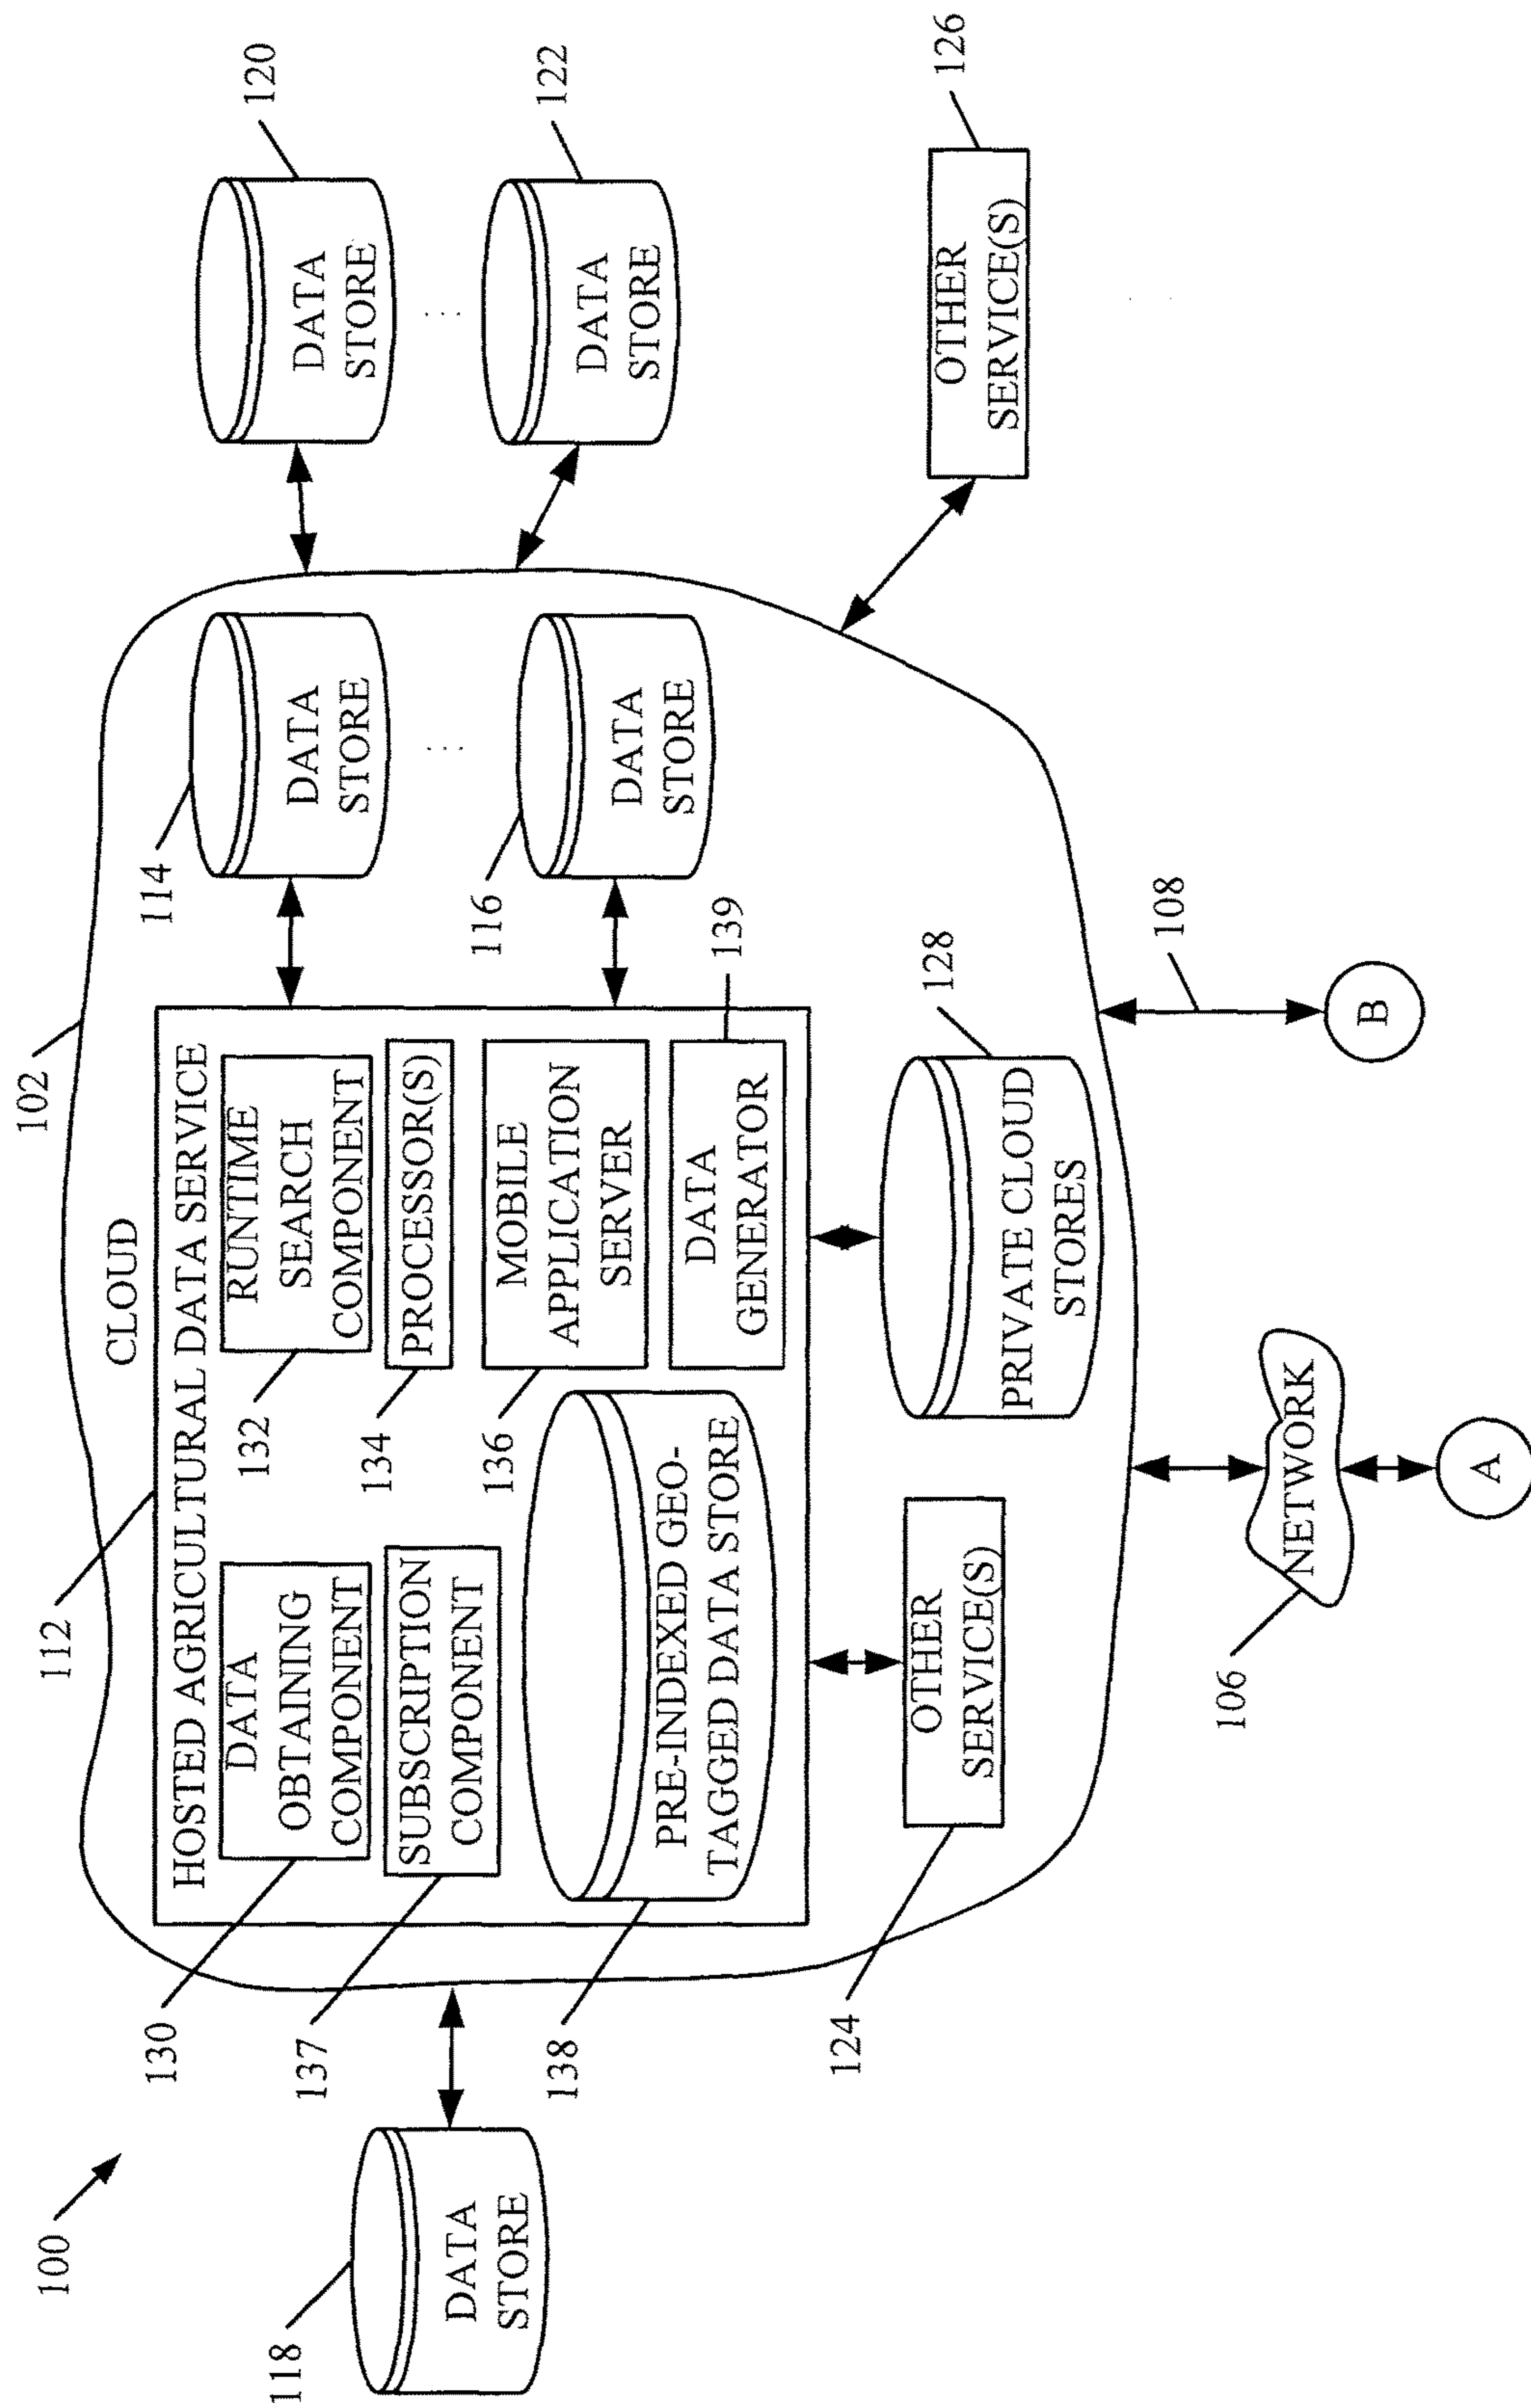 100
102
CLOUD
112
HOSTED AGRICULTURAL DATA SERVICE
130
DATA
OBTAINING
COMPONENT
132
RUNTIME
SEARCH
COMPONENT
137
SUBSCRIPTION
COMPONENT
134
PROCESSOR(S)
136
MOBILE
APPLICATION
SERVER
138
PRE-INDEXED GEO-
TAGGED DATA STORE
139
DATA
GENERATOR
114
DATA
STORE
...
116
DATA
STORE
118
DATA
STORE
120
DATA
STORE
...
122
DATA
STORE
124
OTHER
SERVICE(S)
128
PRIVATE CLOUD
STORES
126
OTHER
SERVICE(S)
106
NETWORK
108
A
B